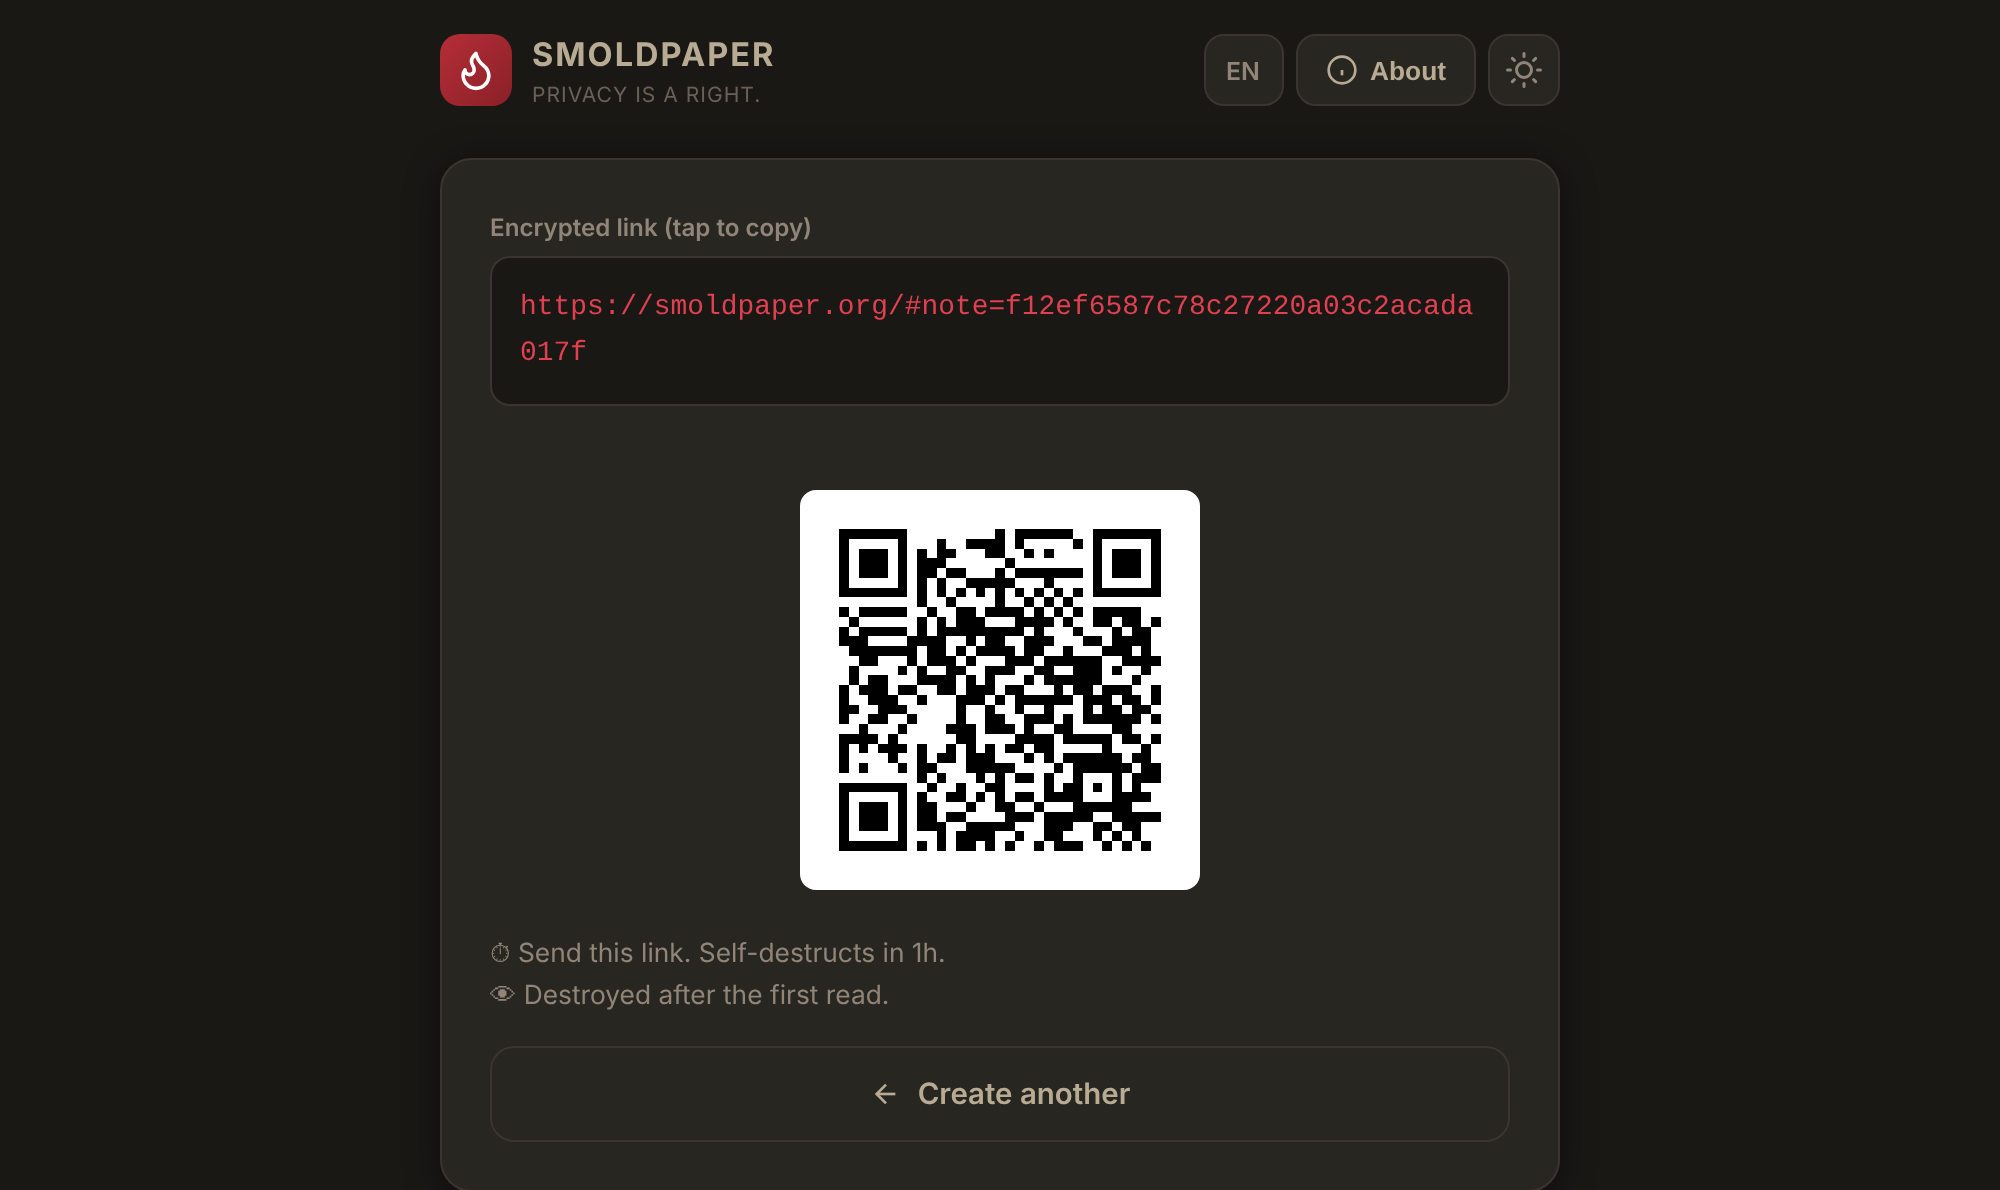 SMOLDPAPER
PRIVACY IS A RIGHT.
EN
About
Encrypted link (tap to copy)
https://smoldpaper.org/#note=f12ef6587c78c27220a03c2acada
017f
Send this link. Self-destructs in 1h.
Destroyed after the first read.
Create another